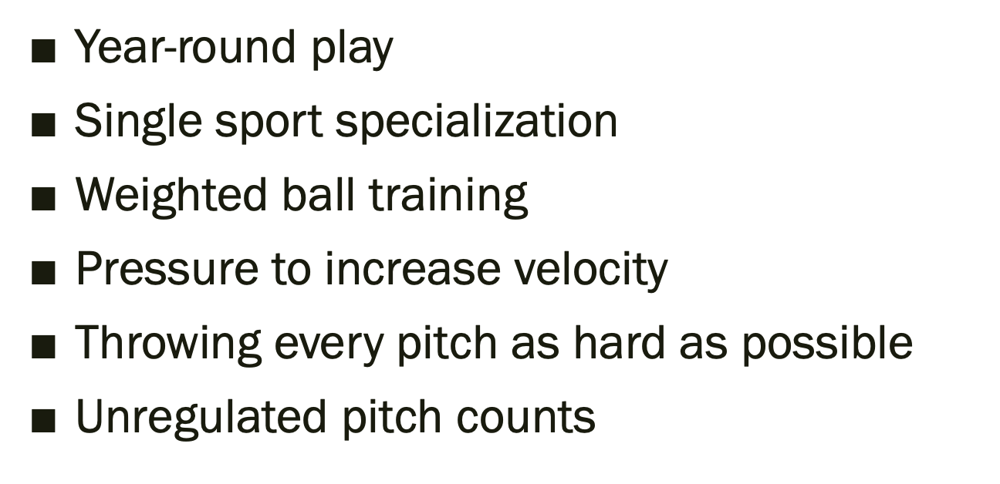 ■ Year-round play
■ Single sport specialization
■ Weighted ball training
■ Pressure to increase velocity
■ Throwing every pitch as hard as possible
■ Unregulated pitch counts